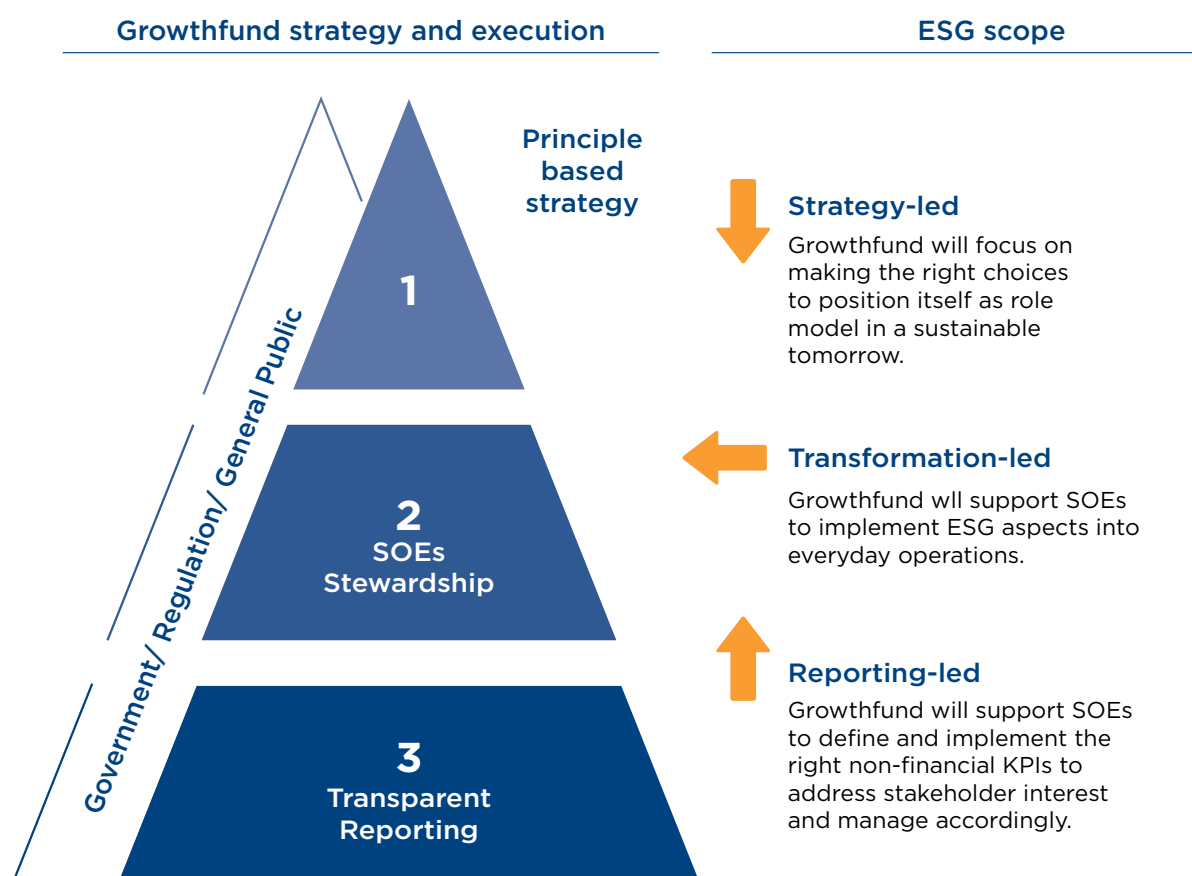 Growthfund strategy and execution
ESG scope
Principle
based
strategy
1
Strategy-led
Growthfund will focus on
making the right choices
to position itself as role
model in a sustainable
tomorrow.
Government/ Regulation/ General Public
2
SOEs
Stewardship
Transformation-led
Growthfund wll support SOEs
to implement ESG aspects into
everyday operations.
3
Transparent
Reporting
Reporting-led
Growthfund will support SOEs
to define and implement the
right non-financial KPIs to
address stakeholder interest
and manage accordingly.